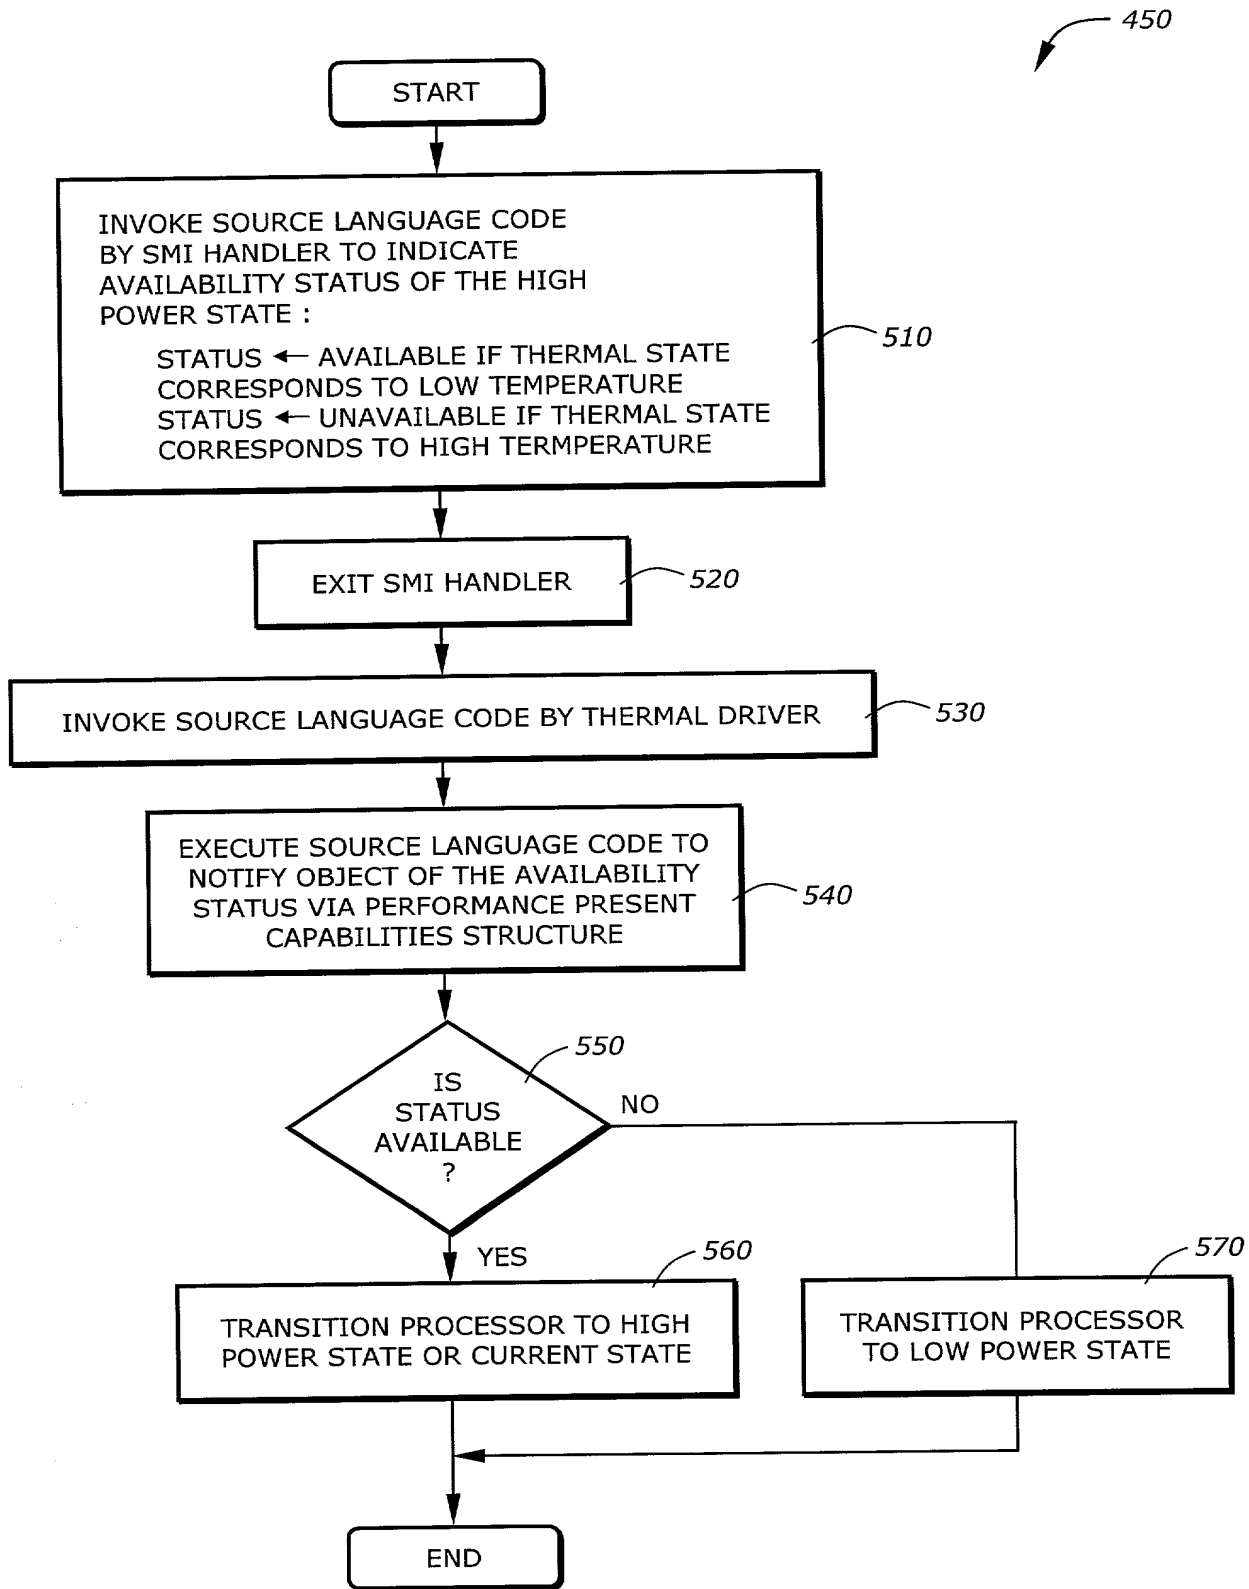 450
START
INVOKE SOURCE LANGUAGE CODE
BY SMI HANDLER TO INDICATE
AVAILABILITY STATUS OF THE HIGH
POWER STATE :
STATUS ← AVAILABLE IF THERMAL STATE
CORRESPONDS TO LOW TEMPERATURE
STATUS ← UNAVAILABLE IF THERMAL STATE
CORRESPONDS TO HIGH TERMPERATURE
510
EXIT SMI HANDLER
520
INVOKE SOURCE LANGUAGE CODE BY THERMAL DRIVER
530
EXECUTE SOURCE LANGUAGE CODE TO
NOTIFY OBJECT OF THE AVAILABILITY
STATUS VIA PERFORMANCE PRESENT
CAPABILITIES STRUCTURE
540
IS
STATUS
AVAILABLE
?
550
NO
YES
560
TRANSITION PROCESSOR TO HIGH
POWER STATE OR CURRENT STATE
570
TRANSITION PROCESSOR
TO LOW POWER STATE
END